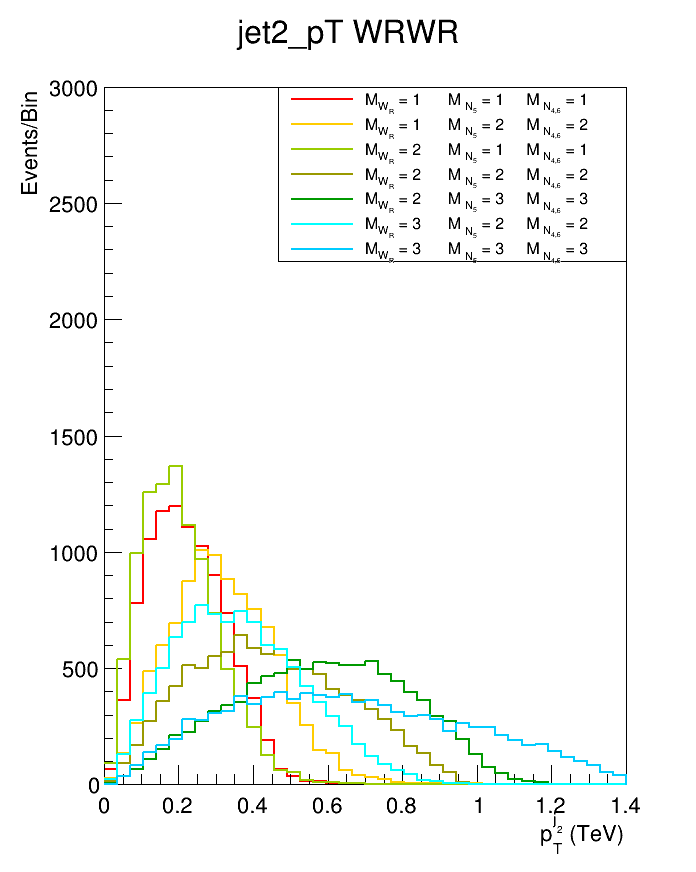 jet2_pT WRWR
Events/Bin
3000
2500
2000
1500
1000
500
0
M_{W_R} = 1 M_{N_5} = 1 M_{N_{4,6}} = 1
M_{W_R} = 1 M_{N_5} = 2 M_{N_{4,6}} = 2
M_{W_R} = 2 M_{N_5} = 1 M_{N_{4,6}} = 1
M_{W_R} = 2 M_{N_5} = 2 M_{N_{4,6}} = 2
M_{W_R} = 2 M_{N_5} = 3 M_{N_{4,6}} = 3
M_{W_R} = 3 M_{N_5} = 2 M_{N_{4,6}} = 2
M_{W_R} = 3 M_{N_5} = 3 M_{N_{4,6}} = 3
0 0.2 0.4 0.6 0.8 1 1.2 1.4
p_T^{j_2} (TeV)